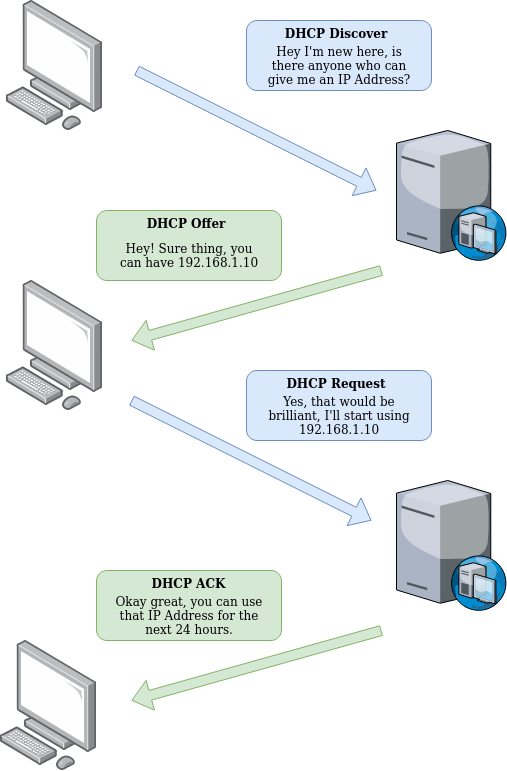 DHCP Discover
Hey I'm new here, is
there anyone who can
give me an IP Address?
DHCP Offer
Hey! Sure thing, you
can have 192.168.1.10
DHCP Request
Yes, that would be
brilliant, I'll start using
192.168.1.10
DHCP ACK
Okay great, you can use
that IP Address for the
next 24 hours.